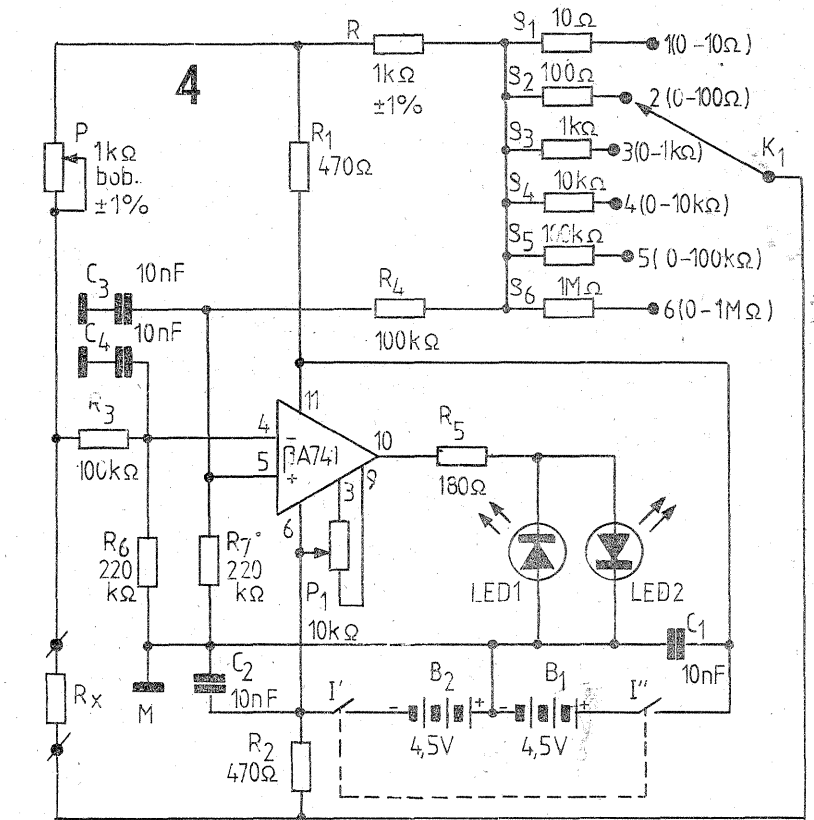 4
R
1kΩ
±1%
P
1kΩ
bob.
±1%
R1
470Ω
S1 10Ω 1(0-10Ω)
S2 100Ω 2(0-100Ω)
S3 1kΩ 3(0-1kΩ)
K1
S4 10kΩ 4(0-10kΩ)
S5 100kΩ 5(0-100kΩ)
S6 1MΩ 6(0-1MΩ)
C3 10nF
C4 10nF
R4
100kΩ
R3
100kΩ
11
4 −
βA741
5 +
10
9
3
6
R5
180Ω
R6
220
kΩ
R7
220
kΩ
P1
10kΩ
LED1
LED2
C1
10nF
C2
10nF
Rx
M
I'
- B2 +
4,5V
- B1 +
4,5V
I"
R2
470Ω